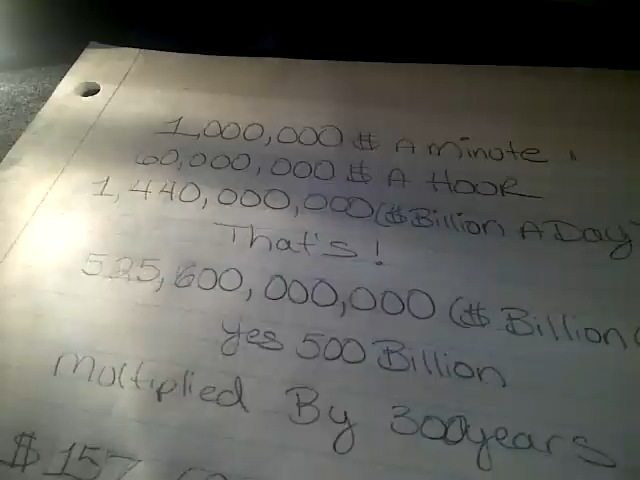 1,000,000 $ A Minute.
60,000,000 $ A HOOR
1,440,000,000 ($Billion A Day
That's!
525,600,000,000 ($ Billion
yes 500 Billion
Multiplied By 300years
$157